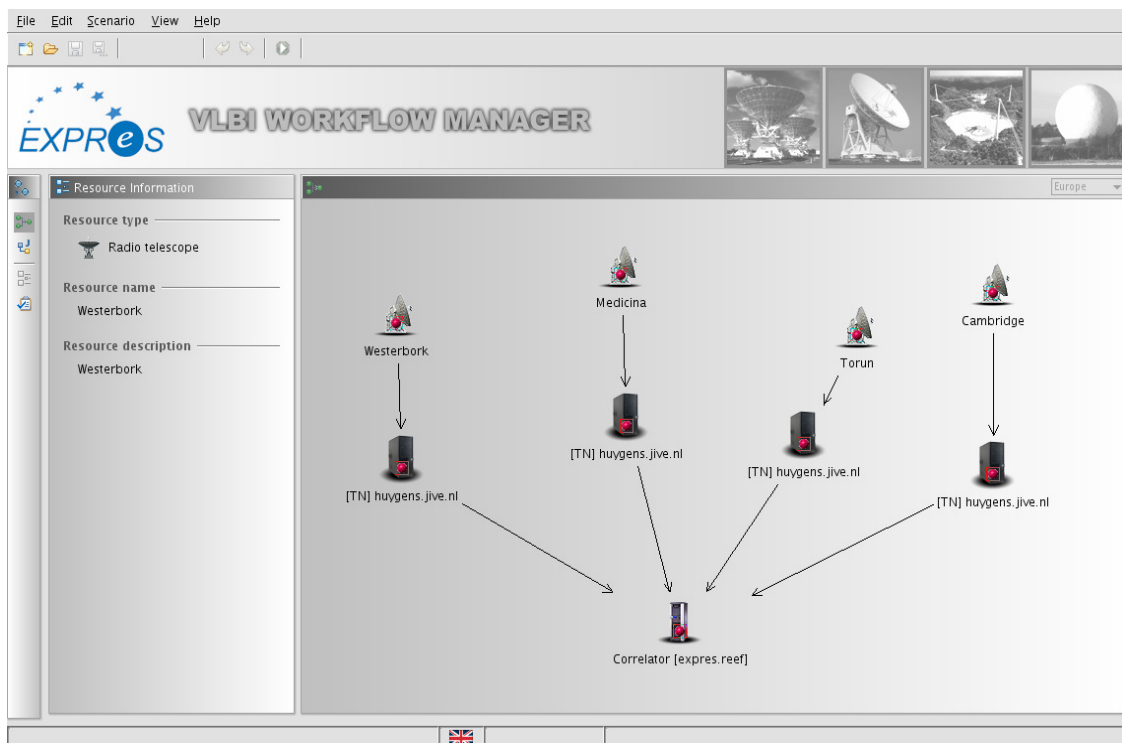 File Edit Scenario View Help
EXPReS
VLBI WORKFLOW MANAGER
Resource Information
Europe
Resource type
Radio telescope
Resource name
Westerbork
Resource description
Westerbork
Medicina
Cambridge
Westerbork
Torun
[TN] huygens.jive.nl
[TN] huygens.jive.nl
[TN] huygens.jive.nl
[TN] huygens.jive.nl
Correlator [expres.reef]